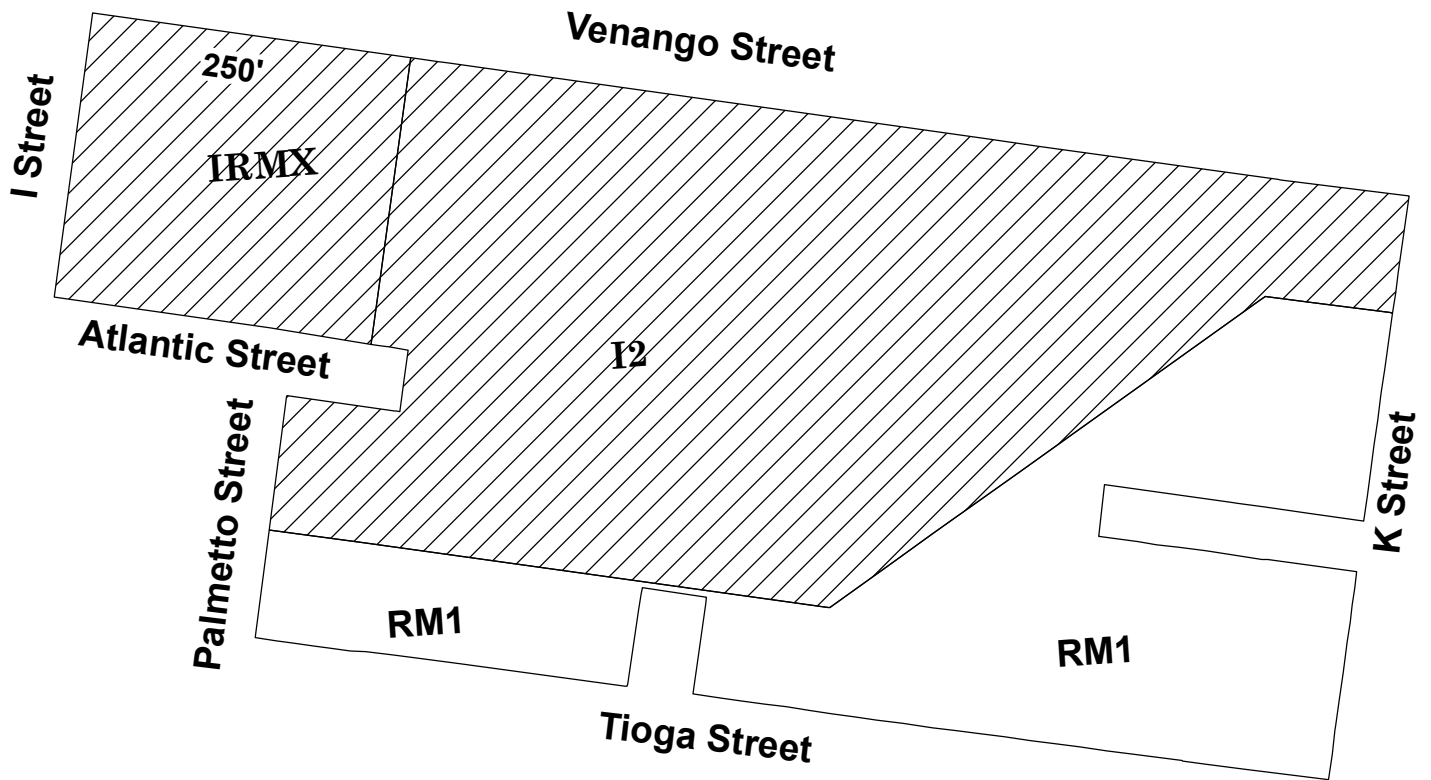 Venango Street
250'
I Street
IRMX
Atlantic Street
I2
Palmetto Street
K Street
RM1
RM1
Tioga Street